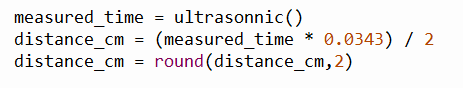 measured_time = ultrasonnic()
distance_cm = (measured_time * 0.0343) / 2
distance_cm = round(distance_cm,2)